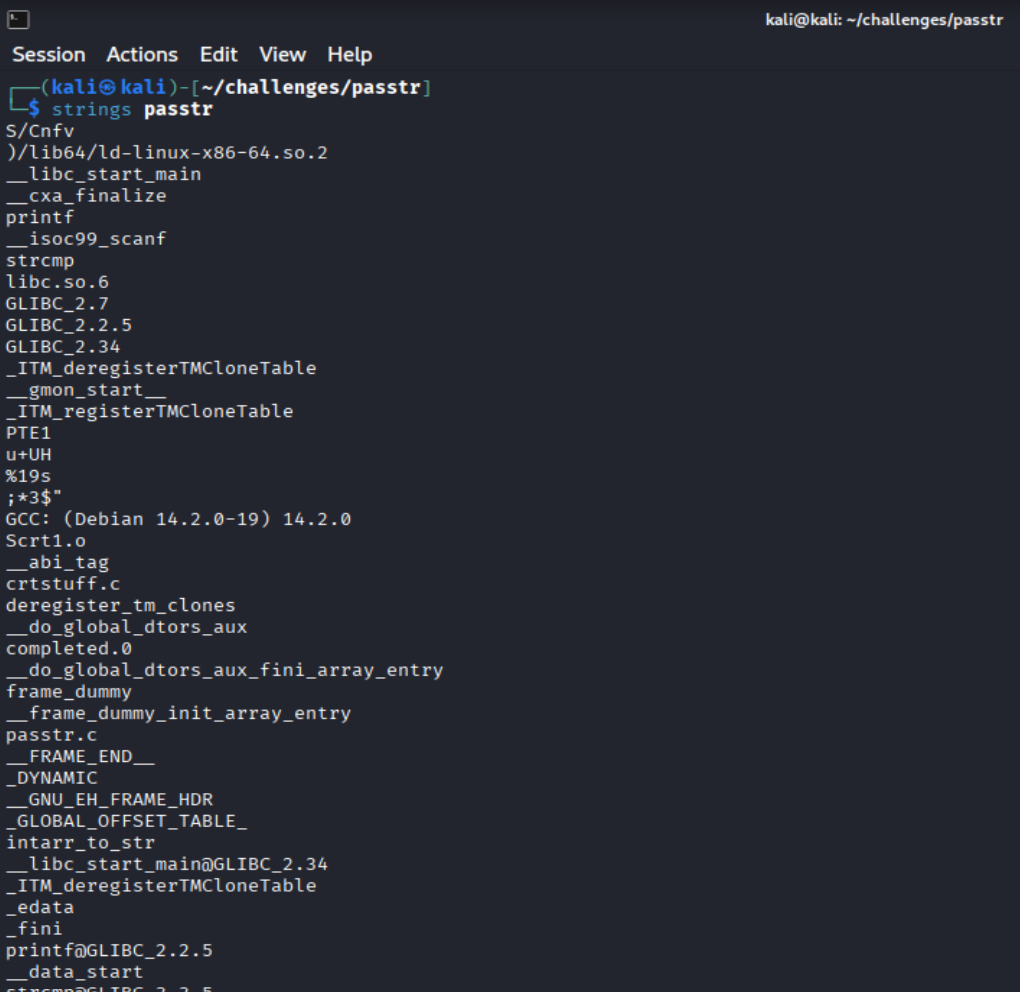 kali@kali: ~/challenges/passtr
Session Actions Edit View Help
┌──(kali㉿kali)-[~/challenges/passtr]
└─$ strings passtr
S/Cnfv
)/lib64/ld-linux-x86-64.so.2
__libc_start_main
__cxa_finalize
printf
__isoc99_scanf
strcmp
libc.so.6
GLIBC_2.7
GLIBC_2.2.5
GLIBC_2.34
_ITM_deregisterTMCloneTable
__gmon_start__
_ITM_registerTMCloneTable
PTE1
u+UH
%19s
;*3$"
GCC: (Debian 14.2.0-19) 14.2.0
Scrt1.o
__abi_tag
crtstuff.c
deregister_tm_clones
__do_global_dtors_aux
completed.0
__do_global_dtors_aux_fini_array_entry
frame_dummy
__frame_dummy_init_array_entry
passtr.c
__FRAME_END__
_DYNAMIC
__GNU_EH_FRAME_HDR
_GLOBAL_OFFSET_TABLE_
intarr_to_str
__libc_start_main@GLIBC_2.34
_ITM_deregisterTMCloneTable
_edata
_fini
printf@GLIBC_2.2.5
__data_start
strcmp@GLIBC_2.2.5